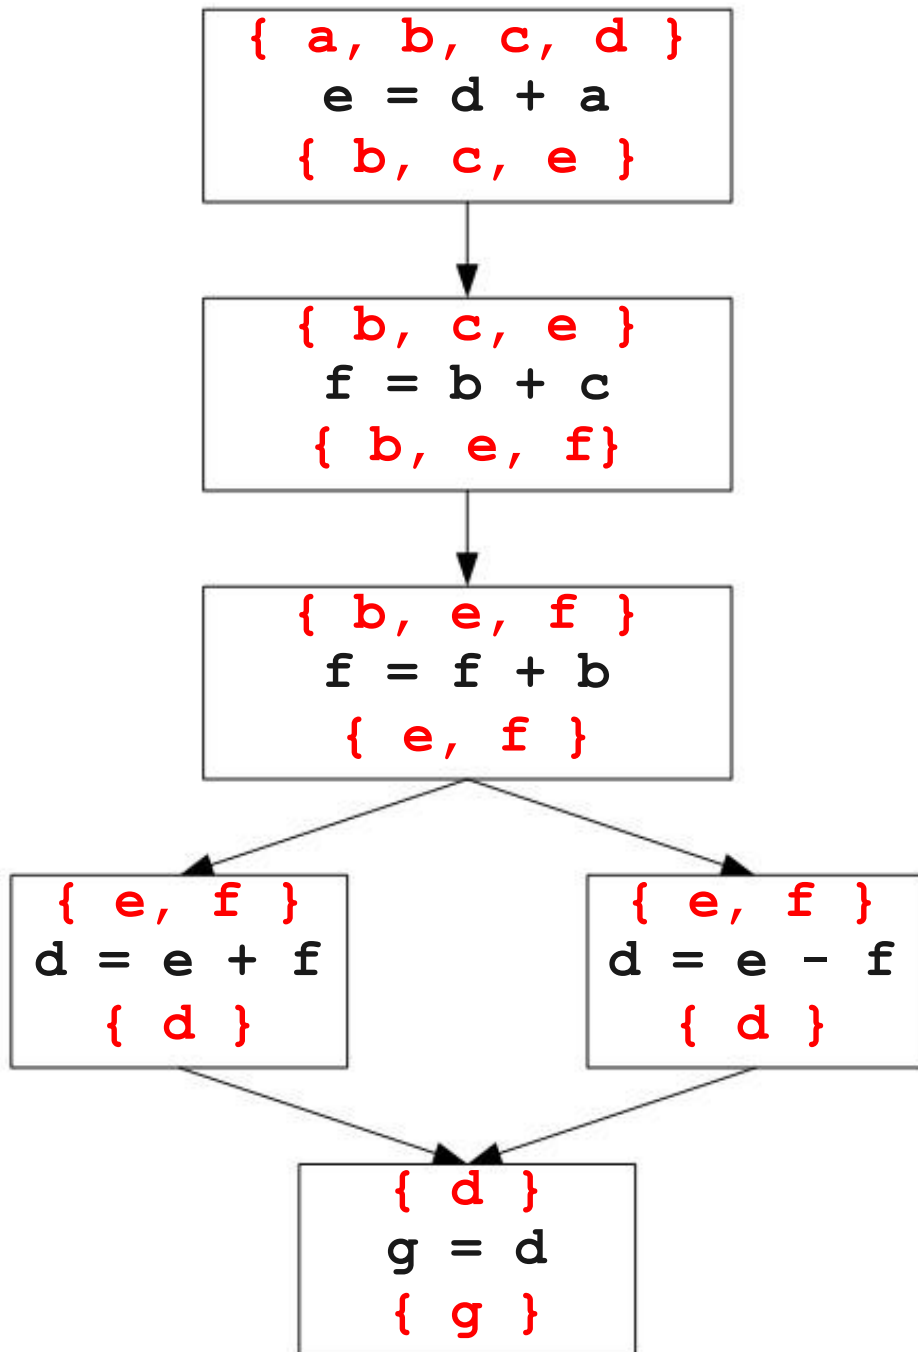 { a, b, c, d }
e = d + a
{ b, c, e }
{ b, c, e }
f = b + c
{ b, e, f}
{ b, e, f }
f = f + b
{ e, f }
{ e, f }
d = e + f
{ d }
{ e, f }
d = e - f
{ d }
{ d }
g = d
{ g }